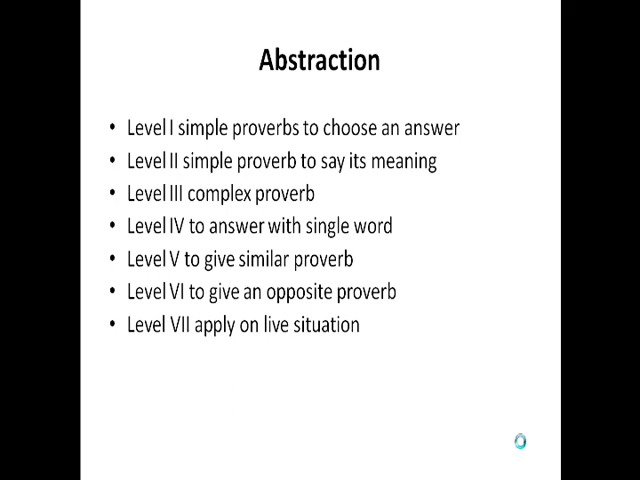 Abstraction
• Level I simple proverbs to choose an answer
• Level II simple proverb to say its meaning
• Level III complex proverb
• Level IV to answer with single word
• Level V to give similar proverb
• Level VI to give an opposite proverb
• Level VII apply on live situation